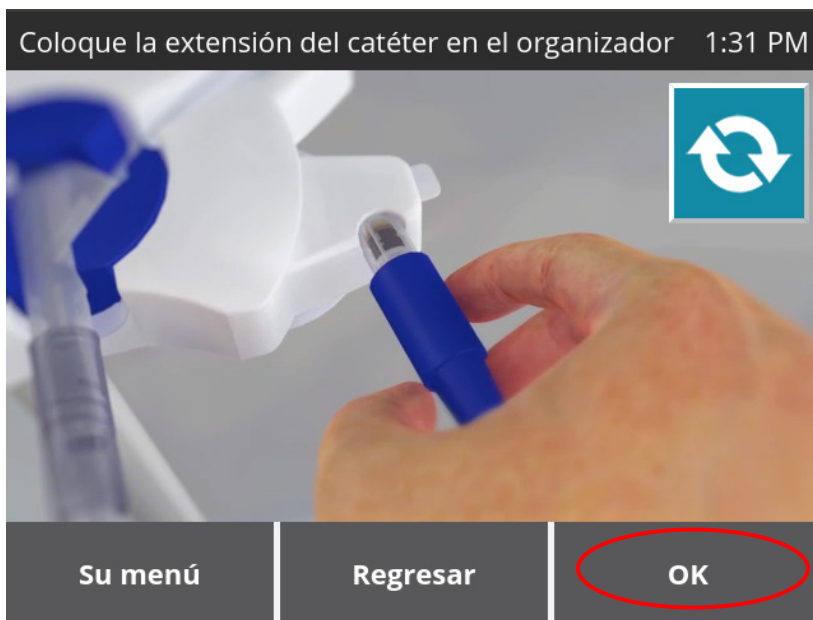 Coloque la extensión del catéter en el organizador 1:31 PM
Su menú Regresar OK